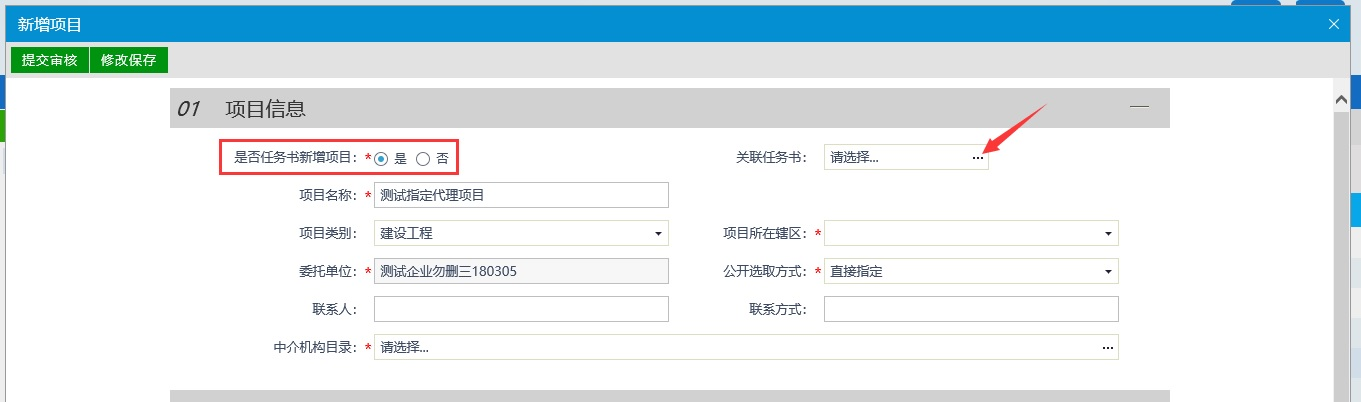 新增项目
提交审核 修改保存
01 项目信息
是否任务书新增项目：* 是 否 关联任务书： 请选择...
项目名称：* 测试指定代理项目
项目类别： 建设工程 项目所在辖区：*
委托单位：* 测试企业勿删三180305 公开选取方式：* 直接指定
联系人： 联系方式：
中介机构目录：* 请选择...